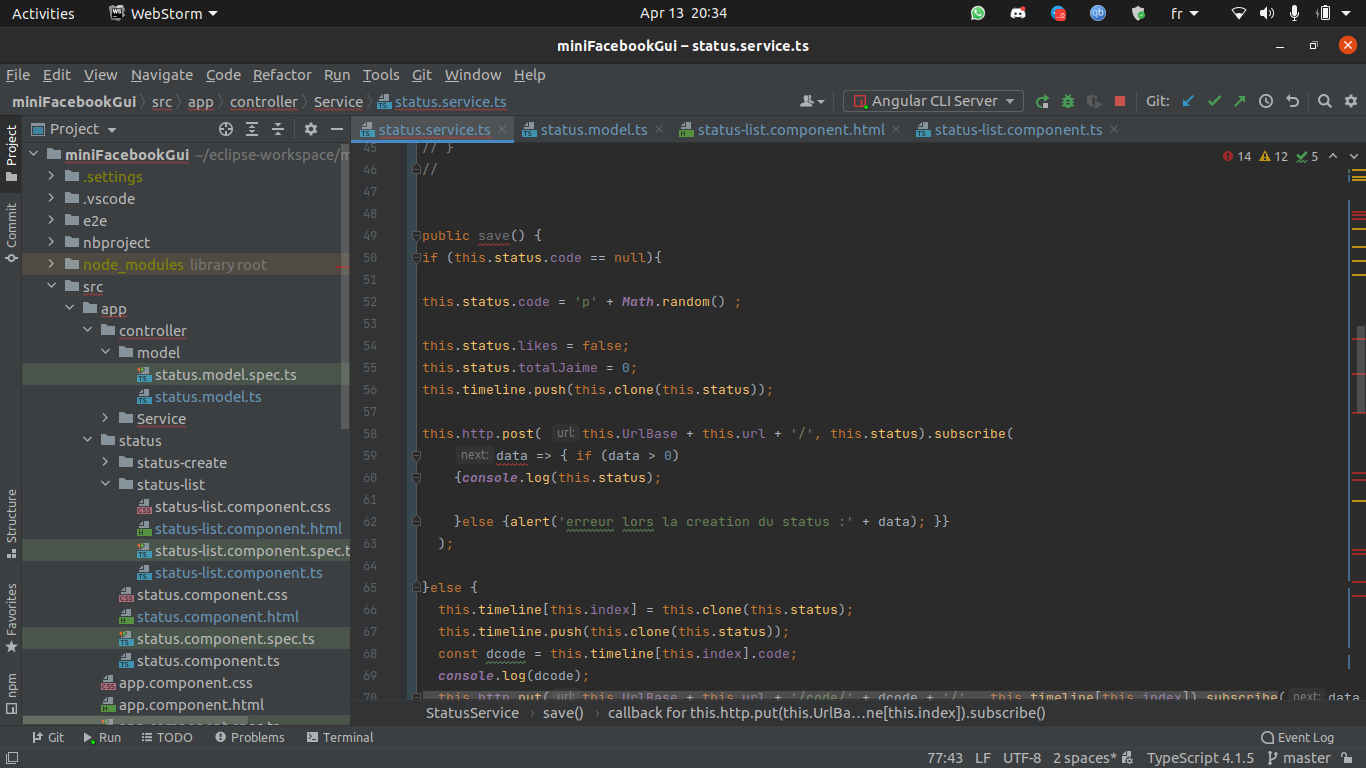 Activities WebStorm Apr 13 20:34 fr
miniFacebookGui – status.service.ts
File Edit View Navigate Code Refactor Run Tools Git Window Help
miniFacebookGui src app controller Service status.service.ts Angular CLI Server Git:
Project
status.service.ts status.model.ts status-list.component.html status-list.component.ts
14 12 5
Project
Commit
Structure
Favorites
npm
miniFacebookGui ~/eclipse-workspace/m
.settings
.vscode
e2e
nbproject
node_modules library root
src
app
controller
model
status.model.spec.ts
status.model.ts
Service
status
status-create
status-list
status-list.component.css
status-list.component.html
status-list.component.spec.t
status-list.component.ts
status.component.css
status.component.html
status.component.spec.ts
status.component.ts
app.component.css
app.component.html
45 // }
46 //
47
48
49 public save() {
50 if (this.status.code == null){
51
52 this.status.code = 'p' + Math.random() ;
53
54 this.status.likes = false;
55 this.status.totalJaime = 0;
56 this.timeline.push(this.clone(this.status));
57
58 this.http.post( url: this.UrlBase + this.url + '/', this.status).subscribe(
59 next: data => { if (data > 0)
60 {console.log(this.status);
61
62 }else {alert('erreur lors la creation du status :' + data); }}
63 );
64
65 }else {
66 this.timeline[this.index] = this.clone(this.status);
67 this.timeline.push(this.clone(this.status));
68 const dcode = this.timeline[this.index].code;
69 console.log(dcode);
70 this.http.put( url: this.UrlBase + this.url + '/code/' + dcode + '/' , this.timeline[this.index]).subscribe( next: data
StatusService save() callback for this.http.put(this.UrlBa...ne[this.index]).subscribe()
Git Run TODO Problems Terminal Event Log
77:43 LF UTF-8 2 spaces* TypeScript 4.1.5 master